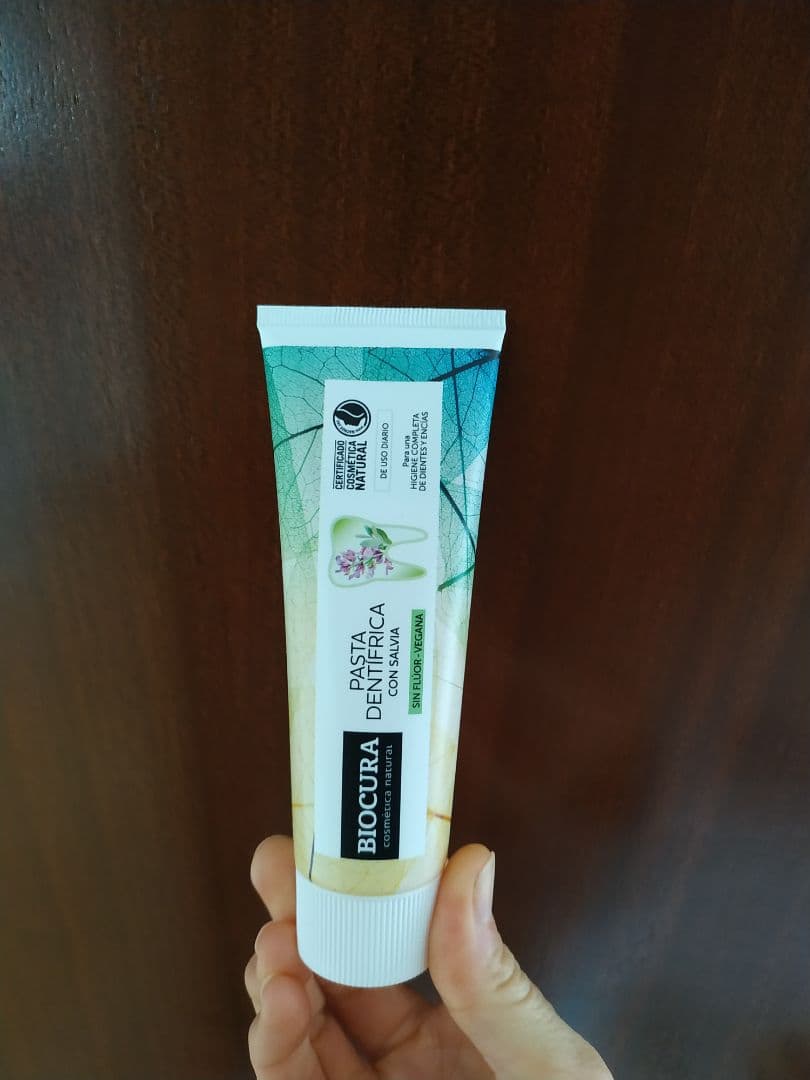 BIOCURA
cosmética natural
PASTA
DENTÍFRICA
CON SALVIA
SIN FLÚOR - VEGANA
CERTIFICADO
COSMÉTICA
NATURAL
DE USO DIARIO
Para una
HIGIENE COMPLETA
DE DIENTES Y ENCÍAS